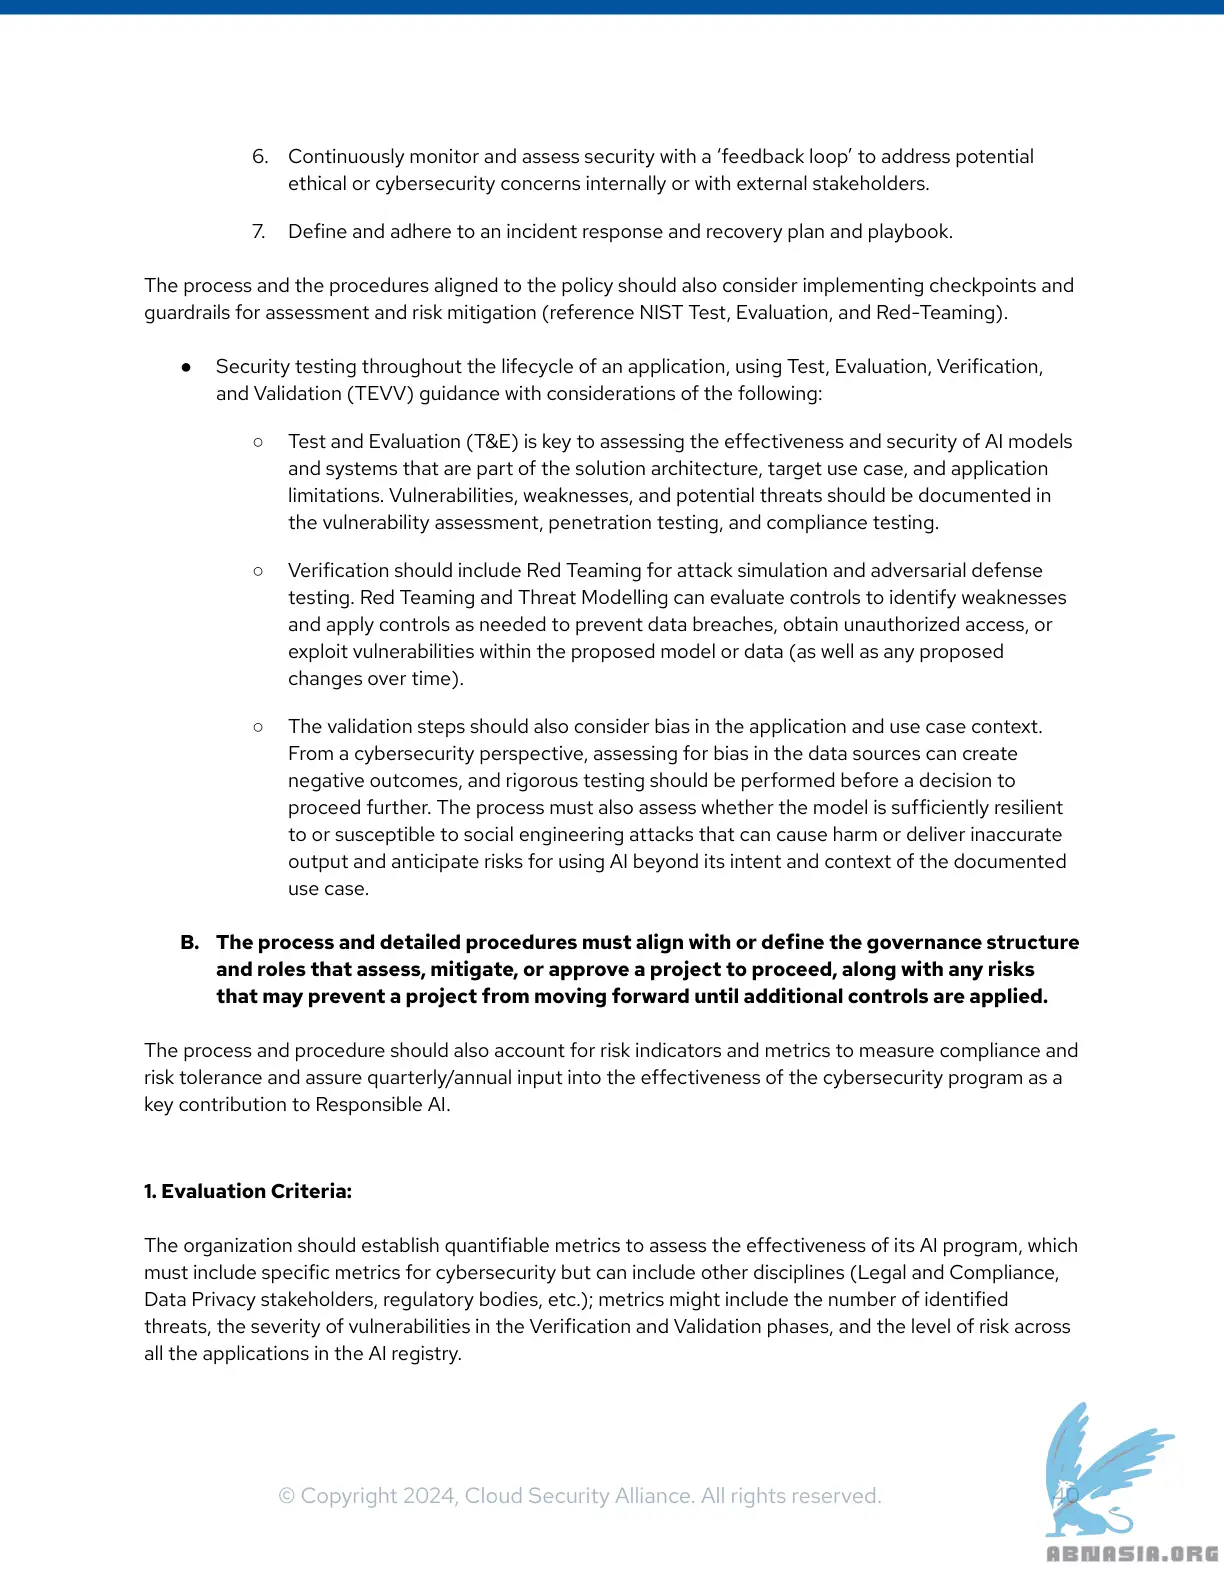 6. Continuously monitor and assess security with a ‘feedback loop’ to address potential
ethical or cybersecurity concerns internally or with external stakeholders.
7. Define and adhere to an incident response and recovery plan and playbook.
The process and the procedures aligned to the policy should also consider implementing checkpoints and
guardrails for assessment and risk mitigation (reference NIST Test, Evaluation, and Red-Teaming).
● Security testing throughout the lifecycle of an application, using Test, Evaluation, Verification,
and Validation (TEVV) guidance with considerations of the following:
○ Test and Evaluation (T&E) is key to assessing the effectiveness and security of AI models
and systems that are part of the solution architecture, target use case, and application
limitations. Vulnerabilities, weaknesses, and potential threats should be documented in
the vulnerability assessment, penetration testing, and compliance testing.
○ Verification should include Red Teaming for attack simulation and adversarial defense
testing. Red Teaming and Threat Modelling can evaluate controls to identify weaknesses
and apply controls as needed to prevent data breaches, obtain unauthorized access, or
exploit vulnerabilities within the proposed model or data (as well as any proposed
changes over time).
○ The validation steps should also consider bias in the application and use case context.
From a cybersecurity perspective, assessing for bias in the data sources can create
negative outcomes, and rigorous testing should be performed before a decision to
proceed further. The process must also assess whether the model is sufficiently resilient
to or susceptible to social engineering attacks that can cause harm or deliver inaccurate
output and anticipate risks for using AI beyond its intent and context of the documented
use case.
B. The process and detailed procedures must align with or define the governance structure
and roles that assess, mitigate, or approve a project to proceed, along with any risks
that may prevent a project from moving forward until additional controls are applied.
The process and procedure should also account for risk indicators and metrics to measure compliance and
risk tolerance and assure quarterly/annual input into the effectiveness of the cybersecurity program as a
key contribution to Responsible AI.
1. Evaluation Criteria:
The organization should establish quantifiable metrics to assess the effectiveness of its AI program, which
must include specific metrics for cybersecurity but can include other disciplines (Legal and Compliance,
Data Privacy stakeholders, regulatory bodies, etc.); metrics might include the number of identified
threats, the severity of vulnerabilities in the Verification and Validation phases, and the level of risk across
all the applications in the AI registry.
© Copyright 2024, Cloud Security Alliance. All rights reserved. 40
ABNASIA.ORG